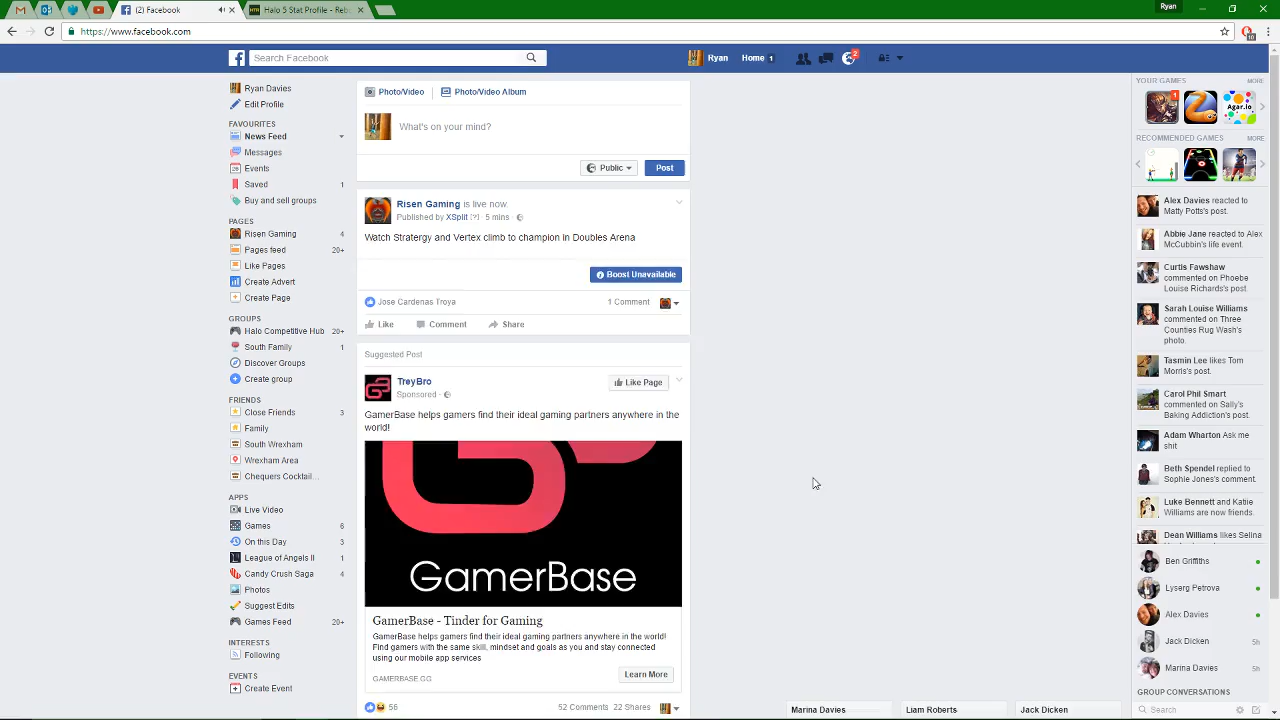 Ryan
(2) Facebook
Halo 5 Stat Profile - Reb
https://www.facebook.com
10
Search Facebook
Ryan
Home 1
2
Ryan Davies
Edit Profile
FAVOURITES
News Feed
Messages
Events
Saved 1
Buy and sell groups
PAGES
Risen Gaming 4
Pages feed 20+
Like Pages
Create Advert
Create Page
GROUPS
Halo Competitive Hub 20+
South Family 1
Discover Groups
Create group
FRIENDS
Close Friends 3
Family
South Wrexham
Wrexham Area
Chequers Cocktail...
APPS
Live Video
Games 6
On this Day 3
League of Angels II 1
Candy Crush Saga 4
Photos
Suggest Edits
Games Feed 20+
INTERESTS
Following
EVENTS
Create Event
Photo/Video
Photo/Video Album
What's on your mind?
Public
Post
Risen Gaming is live now.
Published by XSplit [?] · 5 mins ·
Watch Stratergy and Vertex climb to champion in Doubles Arena
Boost Unavailable
Jose Cardenas Troya
1 Comment
Like
Comment
Share
Suggested Post
TreyBro
Sponsored ·
Like Page
GamerBase helps gamers find their ideal gaming partners anywhere in the
world!
GamerBase
GamerBase - Tinder for Gaming
GamerBase helps gamers find their ideal gaming partners anywhere in the world!
Find gamers with the same skill, mindset and goals as you and stay connected
using our mobile app services
GAMERBASE.GG
Learn More
56
52 Comments 22 Shares
YOUR GAMES MORE
Agar.io
RECOMMENDED GAMES MORE
Alex Davies reacted to
Matty Potts's post.
Abbie Jane reacted to Alex
McCubbin's life event.
Curtis Fawshaw
commented on Phoebe
Louise Richards's post.
Sarah Louise Williams
commented on Three
Counties Rug Wash's
photo.
Tasmin Lee likes Tom
Morris's post.
Carol Phil Smart
commented on Sally's
Baking Addiction's post.
Adam Wharton Ask me
shit
Beth Spendel replied to
Sophie Jones's comment.
Luke Bennett and Katie
Williams are now friends.
Dean Williams likes Selina
Ben Griffiths
Lyserg Petrova
Alex Davies
Jack Dicken 5h
Marina Davies 5h
GROUP CONVERSATIONS
Search
Marina Davies
Liam Roberts
Jack Dicken